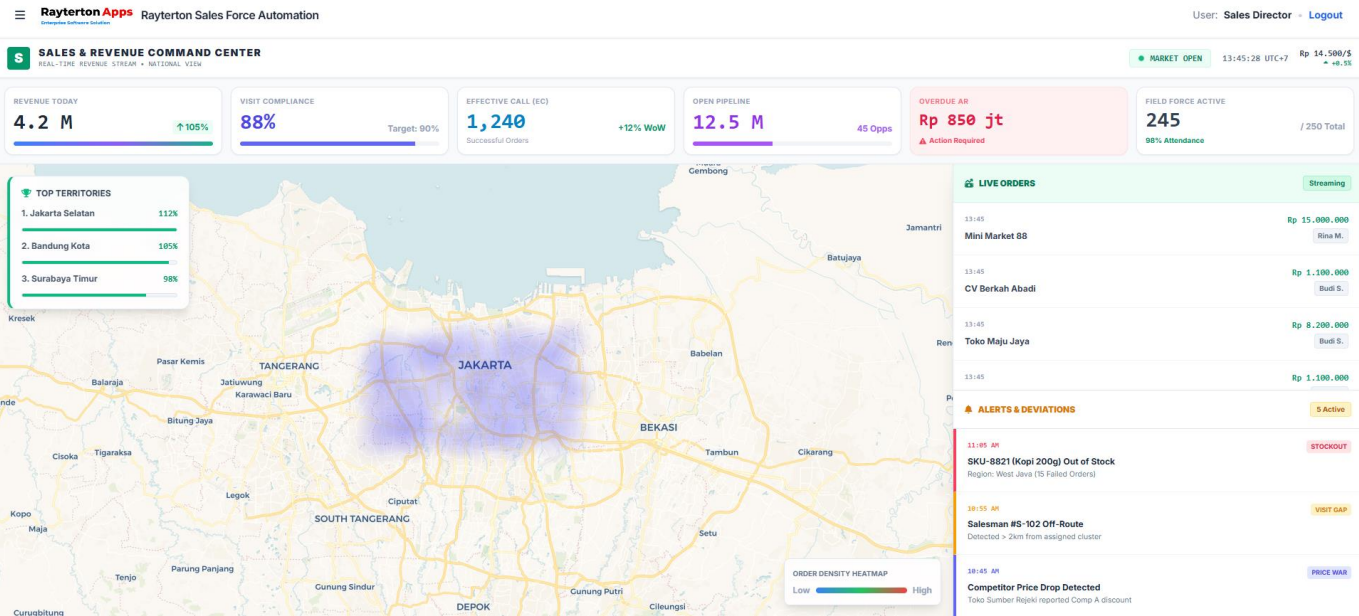 Rayterton Apps
Enterprise Software Solution
Rayterton Sales Force Automation
User: Sales Director • Logout
S
SALES & REVENUE COMMAND CENTER
REAL-TIME REVENUE STREAM • NATIONAL VIEW
MARKET OPEN
13:45:28 UTC+7
Rp 14.500/$
+0.5%
REVENUE TODAY
4.2 M
↑105%
VISIT COMPLIANCE
88%
Target: 90%
EFFECTIVE CALL (EC)
1,240
+12% WoW
Successful Orders
OPEN PIPELINE
12.5 M
45 Opps
OVERDUE AR
Rp 850 jt
Action Required
FIELD FORCE ACTIVE
245
/ 250 Total
98% Attendance
TOP TERRITORIES
1. Jakarta Selatan 112%
2. Bandung Kota 105%
3. Surabaya Timur 98%
Gembong
Jamantri
Batujaya
Kresek
Pasar Kemis
TANGERANG
JAKARTA
Babelan
Ren
Balaraja
Jatiuwung
Karawaci Baru
nde
Bitung Jaya
BEKASI
Cisoka
Tigaraksa
Tambun
Cikarang
Legok
Ciputat
Kopo
SOUTH TANGERANG
Maja
Setu
Parung Panjang
Tenjo
Gunung Sindur
Gunung Putri
DEPOK
Cileungsi
Curugbitung
ORDER DENSITY HEATMAP
Low High
LIVE ORDERS
Streaming
13:45
Rp 15.000.000
Mini Market 88
Rina M.
13:45
Rp 1.100.000
CV Berkah Abadi
Budi S.
13:45
Rp 8.200.000
Toko Maju Jaya
Budi S.
13:45
Rp 1.100.000
ALERTS & DEVIATIONS
5 Active
11:05 AM
STOCKOUT
SKU-8821 (Kopi 200g) Out of Stock
Region: West Java (15 Failed Orders)
10:55 AM
VISIT GAP
Salesman #S-102 Off-Route
Detected > 2km from assigned cluster
10:45 AM
PRICE WAR
Competitor Price Drop Detected
Toko Sumber Rejeki reported Comp A discount